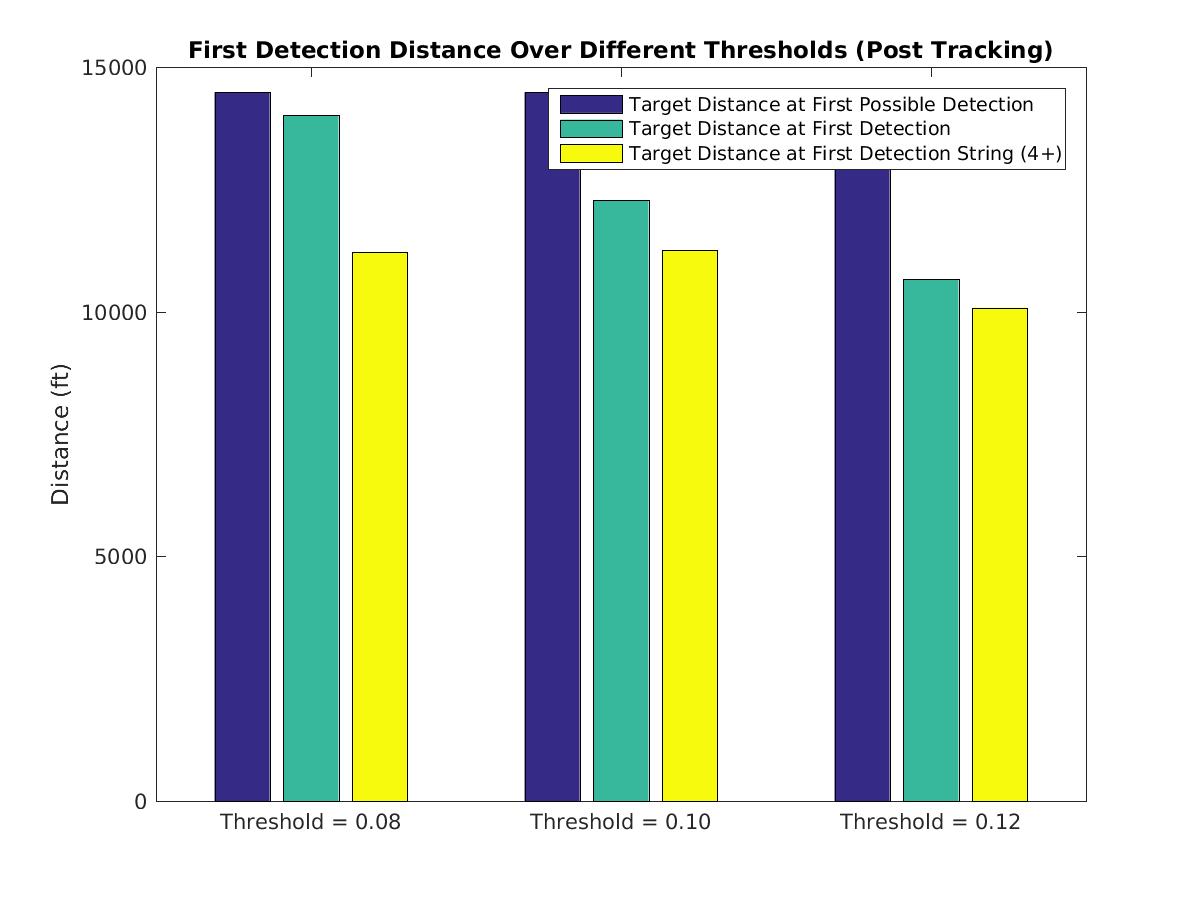 First Detection Distance Over Different Thresholds (Post Tracking)
15000
Target Distance at First Possible Detection
Target Distance at First Detection
Target Distance at First Detection String (4+)
10000
Distance (ft)
5000
0
Threshold = 0.08
Threshold = 0.10
Threshold = 0.12